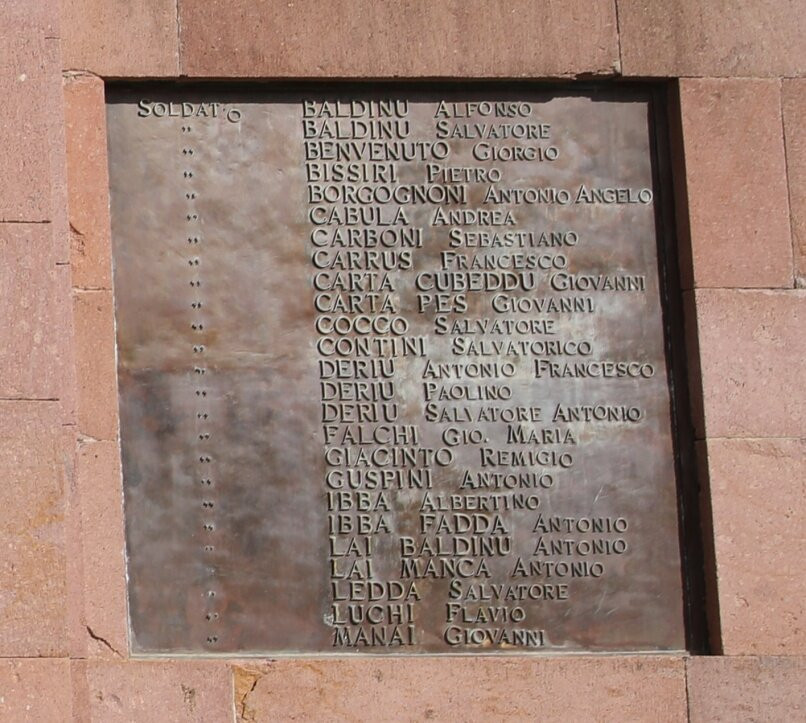 SOLDATO BALDINU ALFONSO
" BALDINU SALVATORE
" BENVENUTO GIORGIO
" BISSIRI PIETRO
" BORGOGNONI ANTONIO ANGELO
" CABULA ANDREA
" CARBONI SEBASTIANO
" CARRUS FRANCESCO
" CARTA CUBEDDU GIOVANNI
" CARTA PES GIOVANNI
" COCCO SALVATORE
" CONTINI SALVATORICO
" DERIU ANTONIO FRANCESCO
" DERIU PAOLINO
" DERIU SALVATORE ANTONIO
" FALCHI GIO. MARIA
" GIACINTO REMIGIO
" GUSPINI ANTONIO
" IBBA ALBERTINO
" IBBA FADDA ANTONIO
" LAI BALDINU ANTONIO
" LAI MANCA ANTONIO
" LEDDA SALVATORE
" LUCHI FLAVIO
" MANAI GIOVANNI